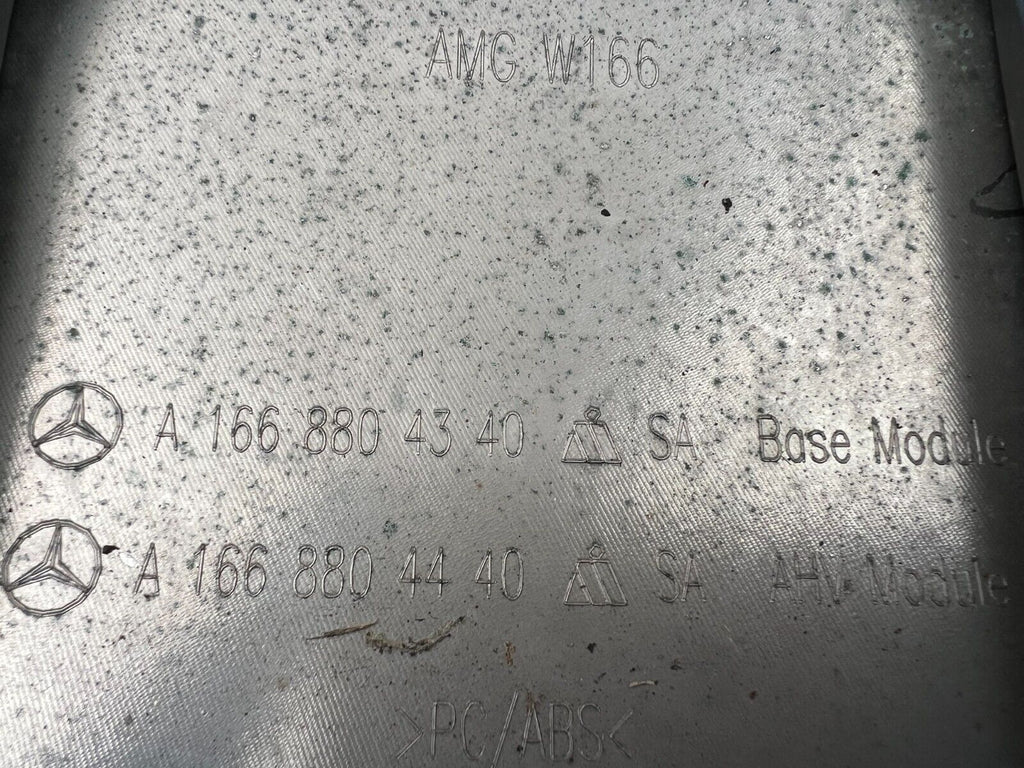 AMG W166
A 166 880 43 40 SA Base Module
A 166 880 44 40 SA AHV Module
>PC/ABS<